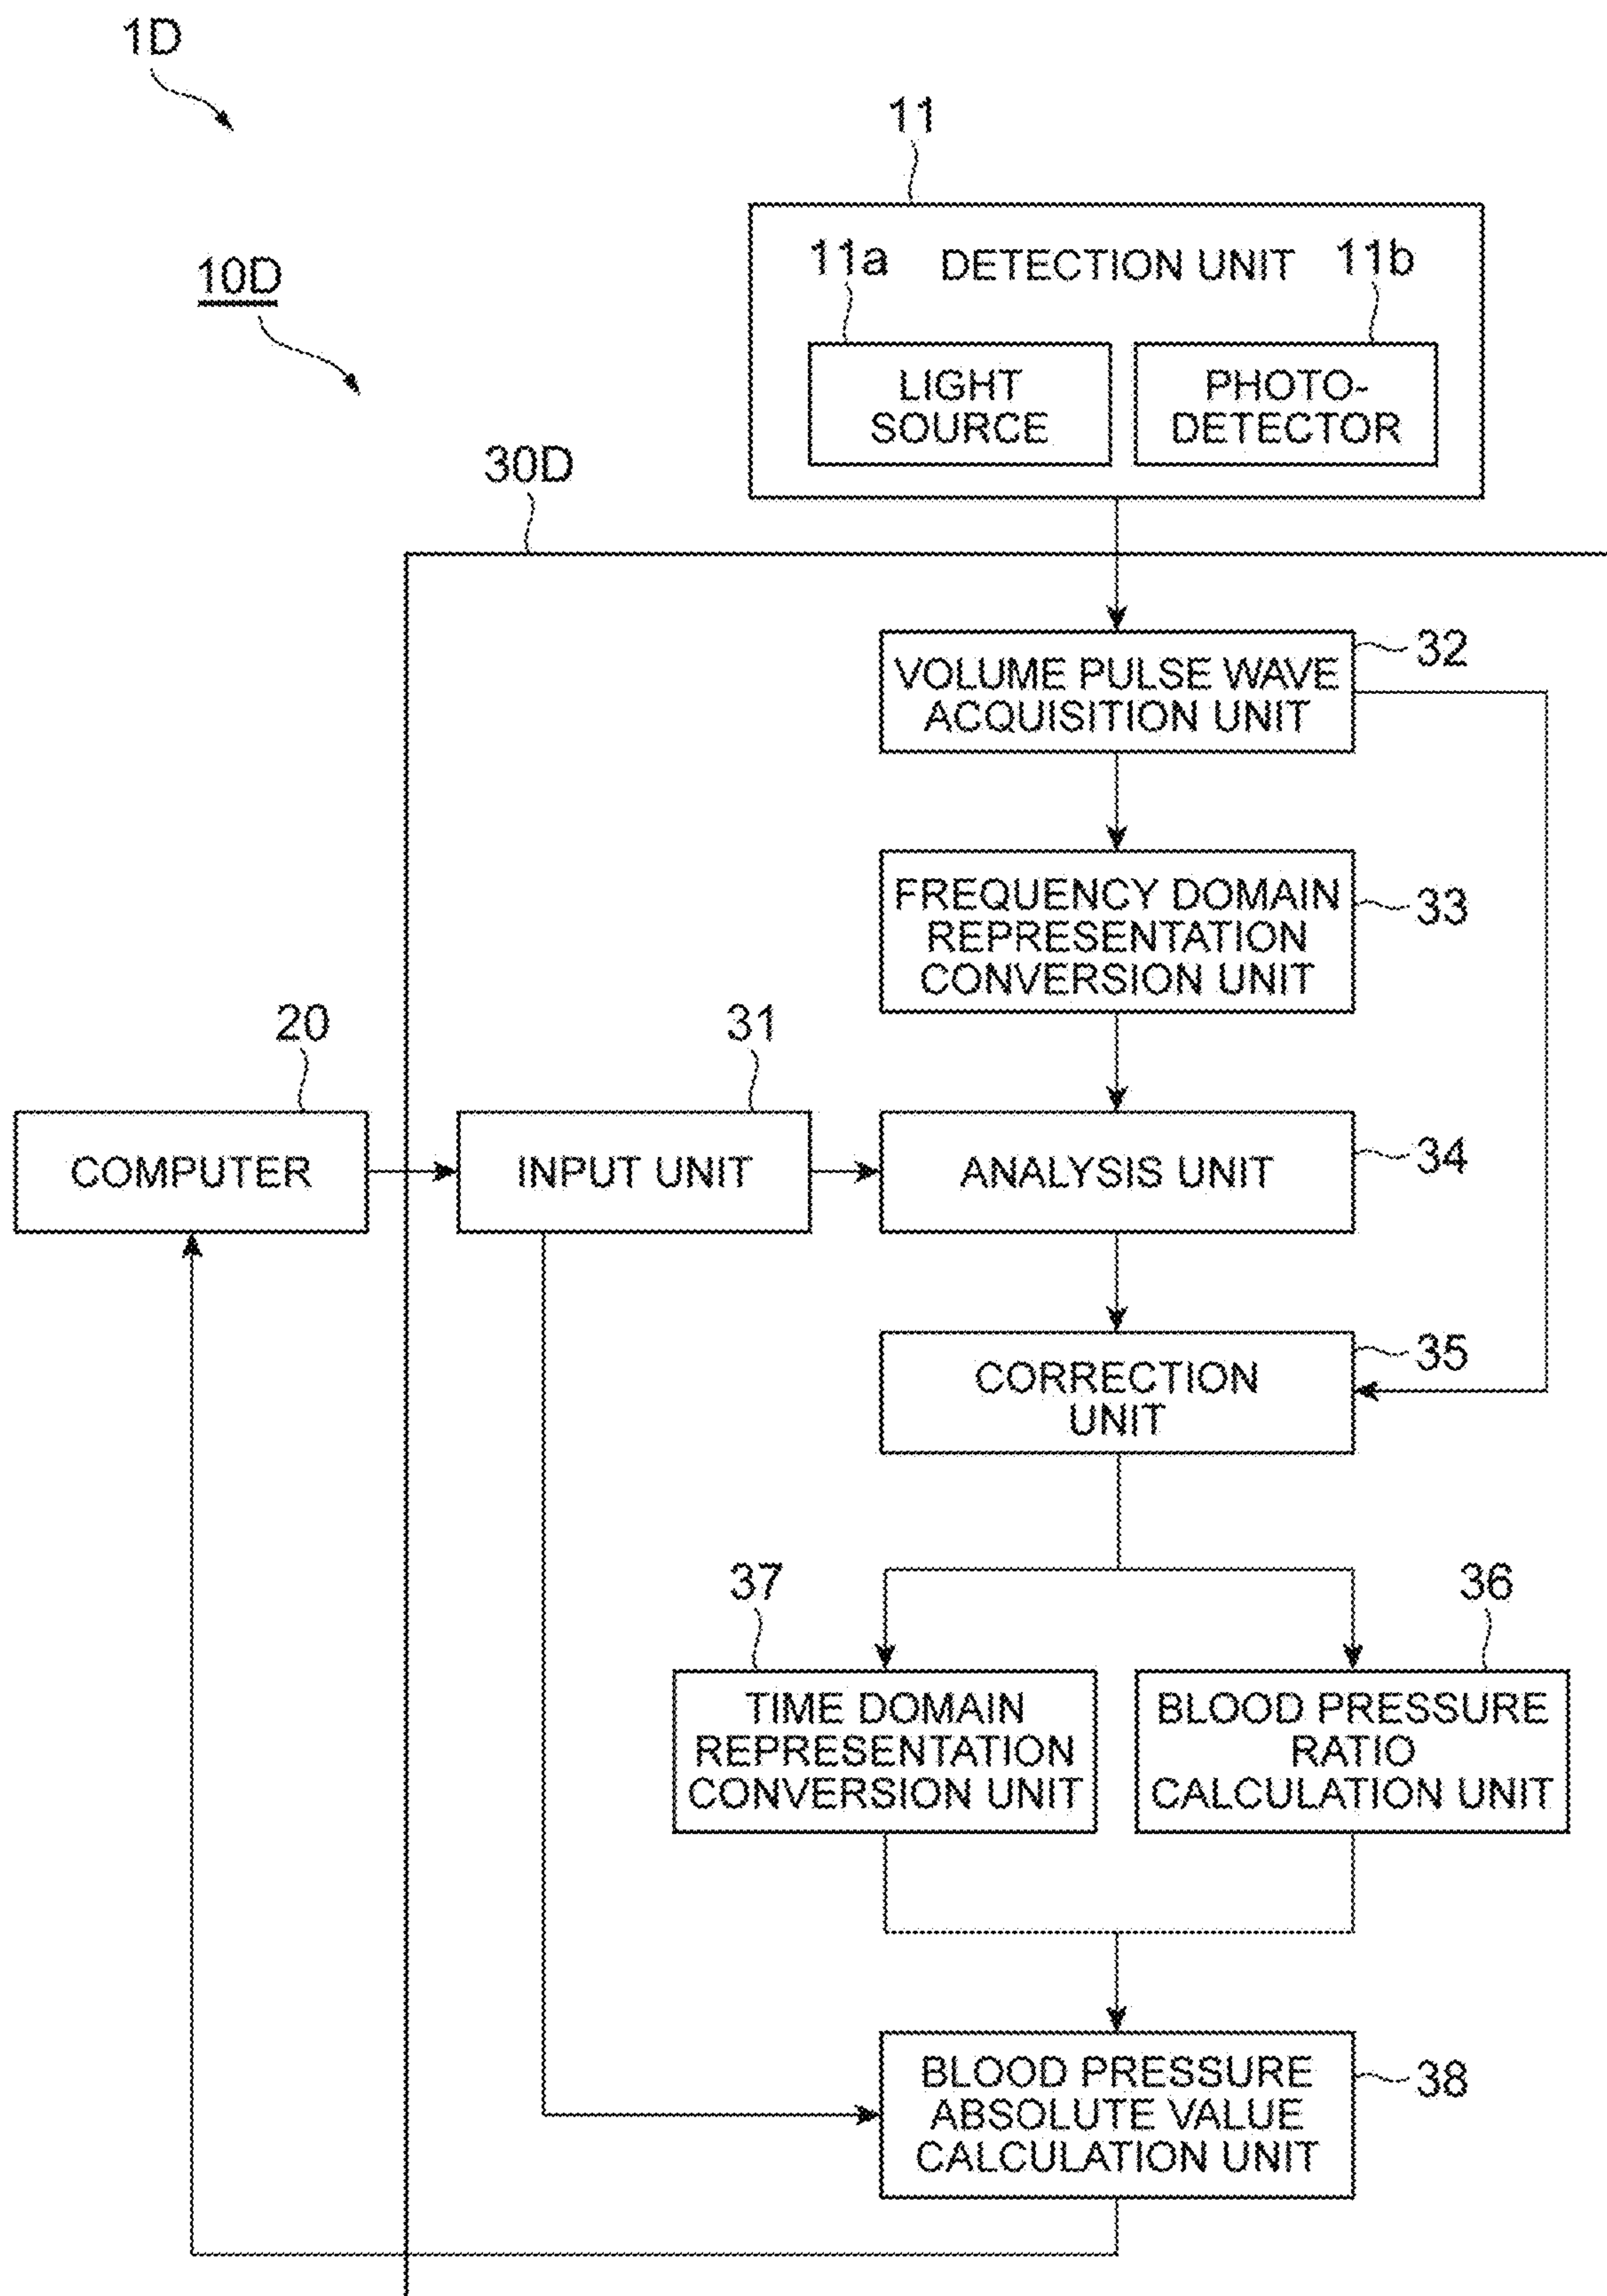 1D
11
10D
11a
DETECTION UNIT
11b
LIGHT
SOURCE
PHOTO-
DETECTOR
30D
VOLUME PULSE WAVE
ACQUISITION UNIT
32
FREQUENCY DOMAIN
REPRESENTATION
CONVERSION UNIT
33
20
31
COMPUTER
INPUT UNIT
ANALYSIS UNIT
34
CORRECTION
UNIT
35
37
36
TIME DOMAIN
REPRESENTATION
CONVERSION UNIT
BLOOD PRESSURE
RATIO
CALCULATION UNIT
BLOOD PRESSURE
ABSOLUTE VALUE
CALCULATION UNIT
38